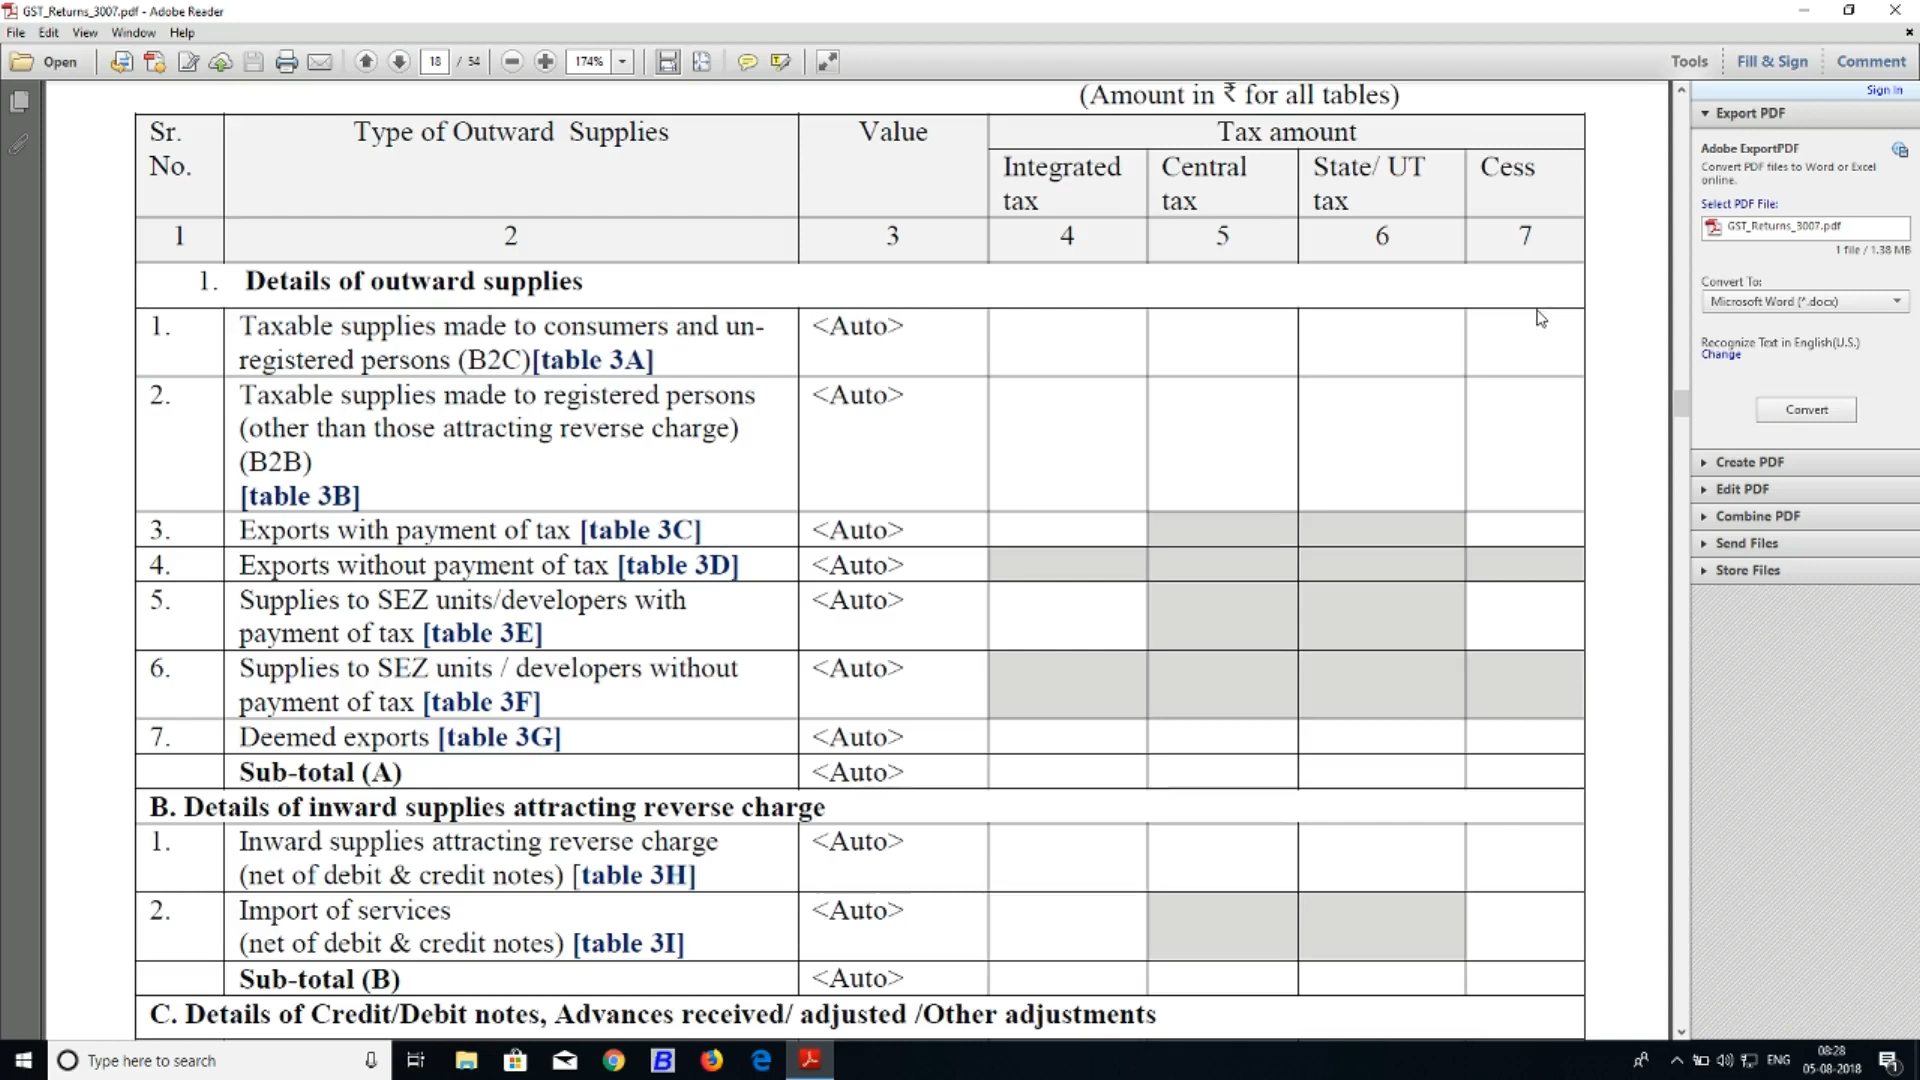 GST_Returns_3007.pdf - Adobe Reader
File Edit View Window Help
Open 18 / 54 174% Tools Fill & Sign Comment
Sign In
(Amount in ₹ for all tables)
Sr. No. Type of Outward Supplies Value Tax amount
Integrated tax Central tax State/ UT tax Cess
1 2 3 4 5 6 7
1. Details of outward supplies
1. Taxable supplies made to consumers and un- <Auto>
registered persons (B2C)[table 3A]
2. Taxable supplies made to registered persons <Auto>
(other than those attracting reverse charge)
(B2B)
[table 3B]
3. Exports with payment of tax [table 3C] <Auto>
4. Exports without payment of tax [table 3D] <Auto>
5. Supplies to SEZ units/developers with <Auto>
payment of tax [table 3E]
6. Supplies to SEZ units / developers without <Auto>
payment of tax [table 3F]
7. Deemed exports [table 3G] <Auto>
Sub-total (A) <Auto>
B. Details of inward supplies attracting reverse charge
1. Inward supplies attracting reverse charge <Auto>
(net of debit & credit notes) [table 3H]
2. Import of services <Auto>
(net of debit & credit notes) [table 3I]
Sub-total (B) <Auto>
C. Details of Credit/Debit notes, Advances received/ adjusted /Other adjustments
Export PDF
Adobe ExportPDF
Convert PDF files to Word or Excel
online.
Select PDF File:
GST_Returns_3007.pdf
1 file / 1.38 MB
Convert To:
Microsoft Word (*.docx)
Recognize Text in English(U.S.)
Change
Convert
Create PDF
Edit PDF
Combine PDF
Send Files
Store Files
Type here to search
ENG
08:28
05-08-2018